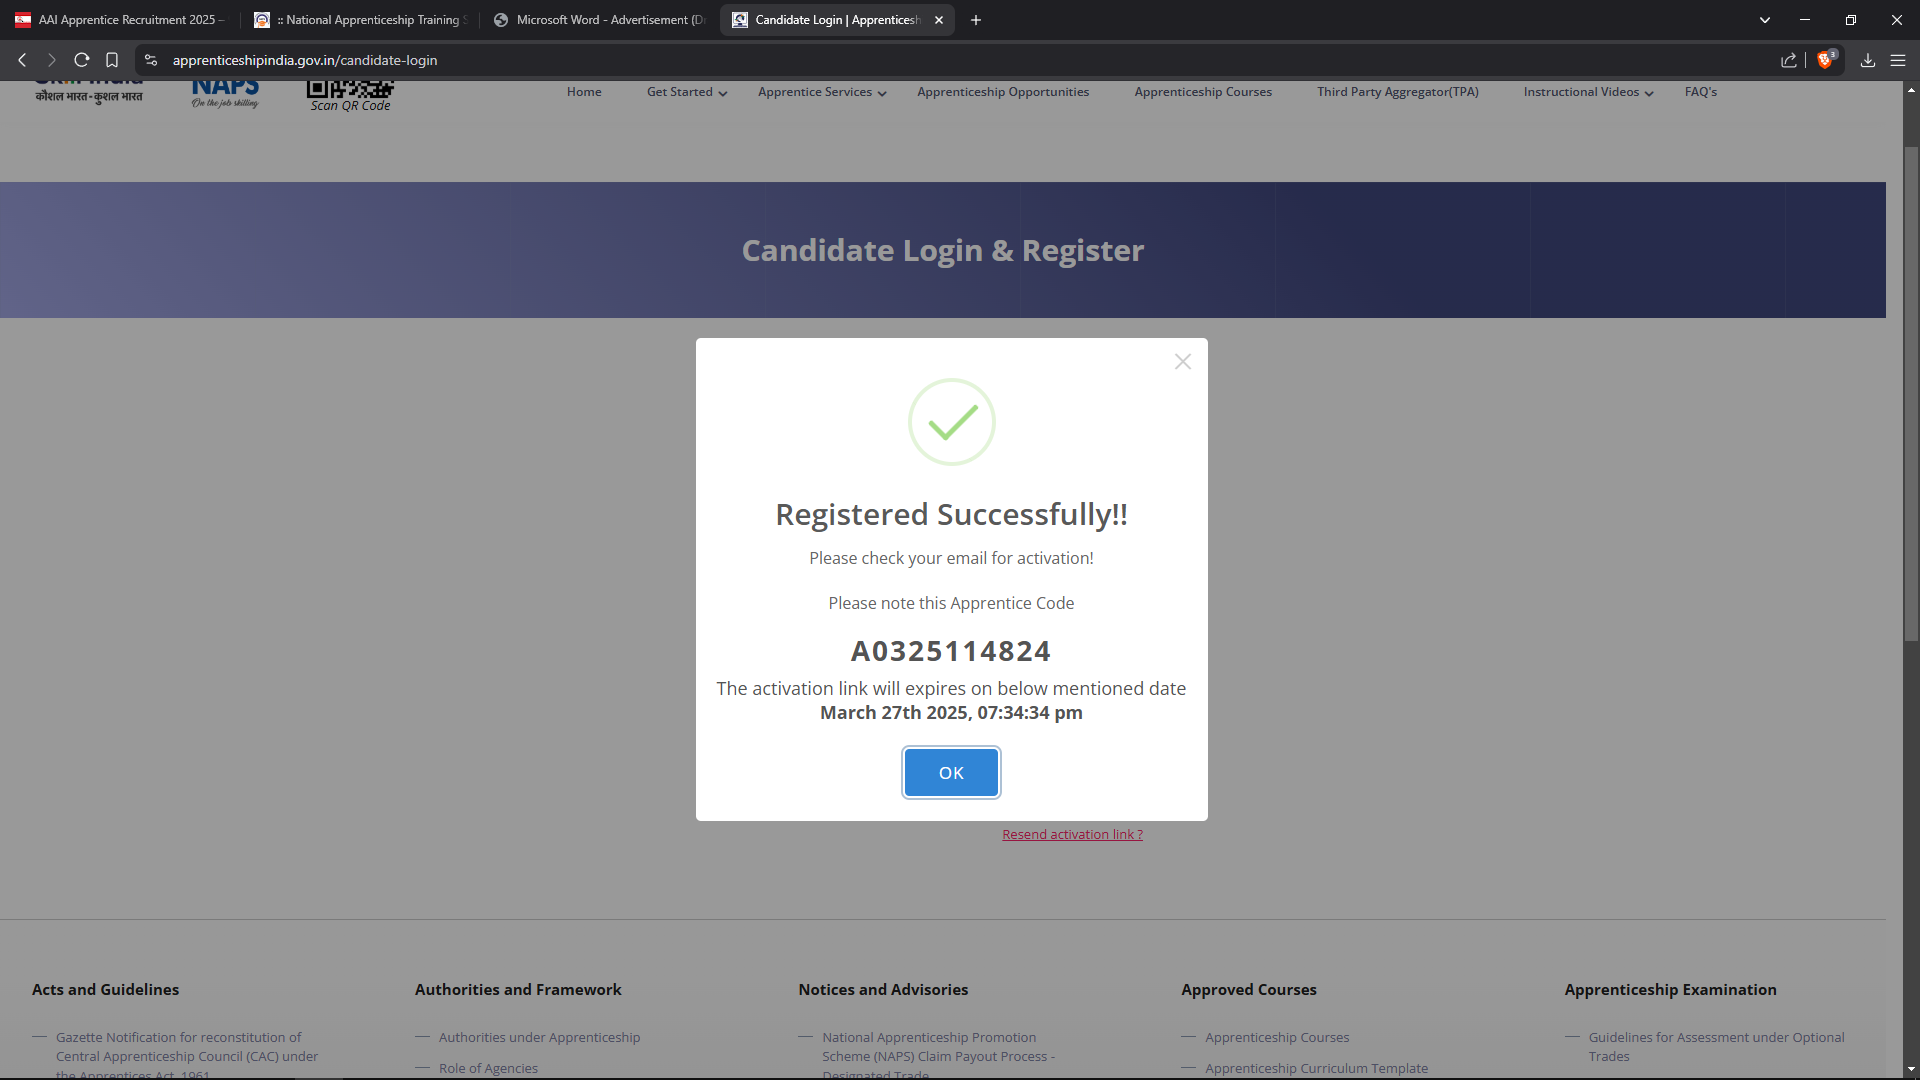 AAI Apprentice Recruitment 2025 –
:: National Apprenticeship Training S
Microsoft Word - Advertisement (Dr
Candidate Login | Apprenticesh
apprenticeshipindia.gov.in/candidate-login
3
Skill India
कौशल भारत-कुशल भारत
NAPS
On the job skilling
Scan QR Code
Home
Get Started
Apprentice Services
Apprenticeship Opportunities
Apprenticeship Courses
Third Party Aggregator(TPA)
Instructional Videos
FAQ's
Candidate Login & Register
Registered Successfully!!
Please check your email for activation!
Please note this Apprentice Code
A0325114824
The activation link will expires on below mentioned date
March 27th 2025, 07:34:34 pm
OK
Resend activation link ?
Acts and Guidelines
Gazette Notification for reconstitution of
Central Apprenticeship Council (CAC) under
the Apprentices Act, 1961
Authorities and Framework
Authorities under Apprenticeship
Role of Agencies
Notices and Advisories
National Apprenticeship Promotion
Scheme (NAPS) Claim Payout Process -
Designated Trade
Approved Courses
Apprenticeship Courses
Apprenticeship Curriculum Template
Apprenticeship Examination
Guidelines for Assessment under Optional
Trades